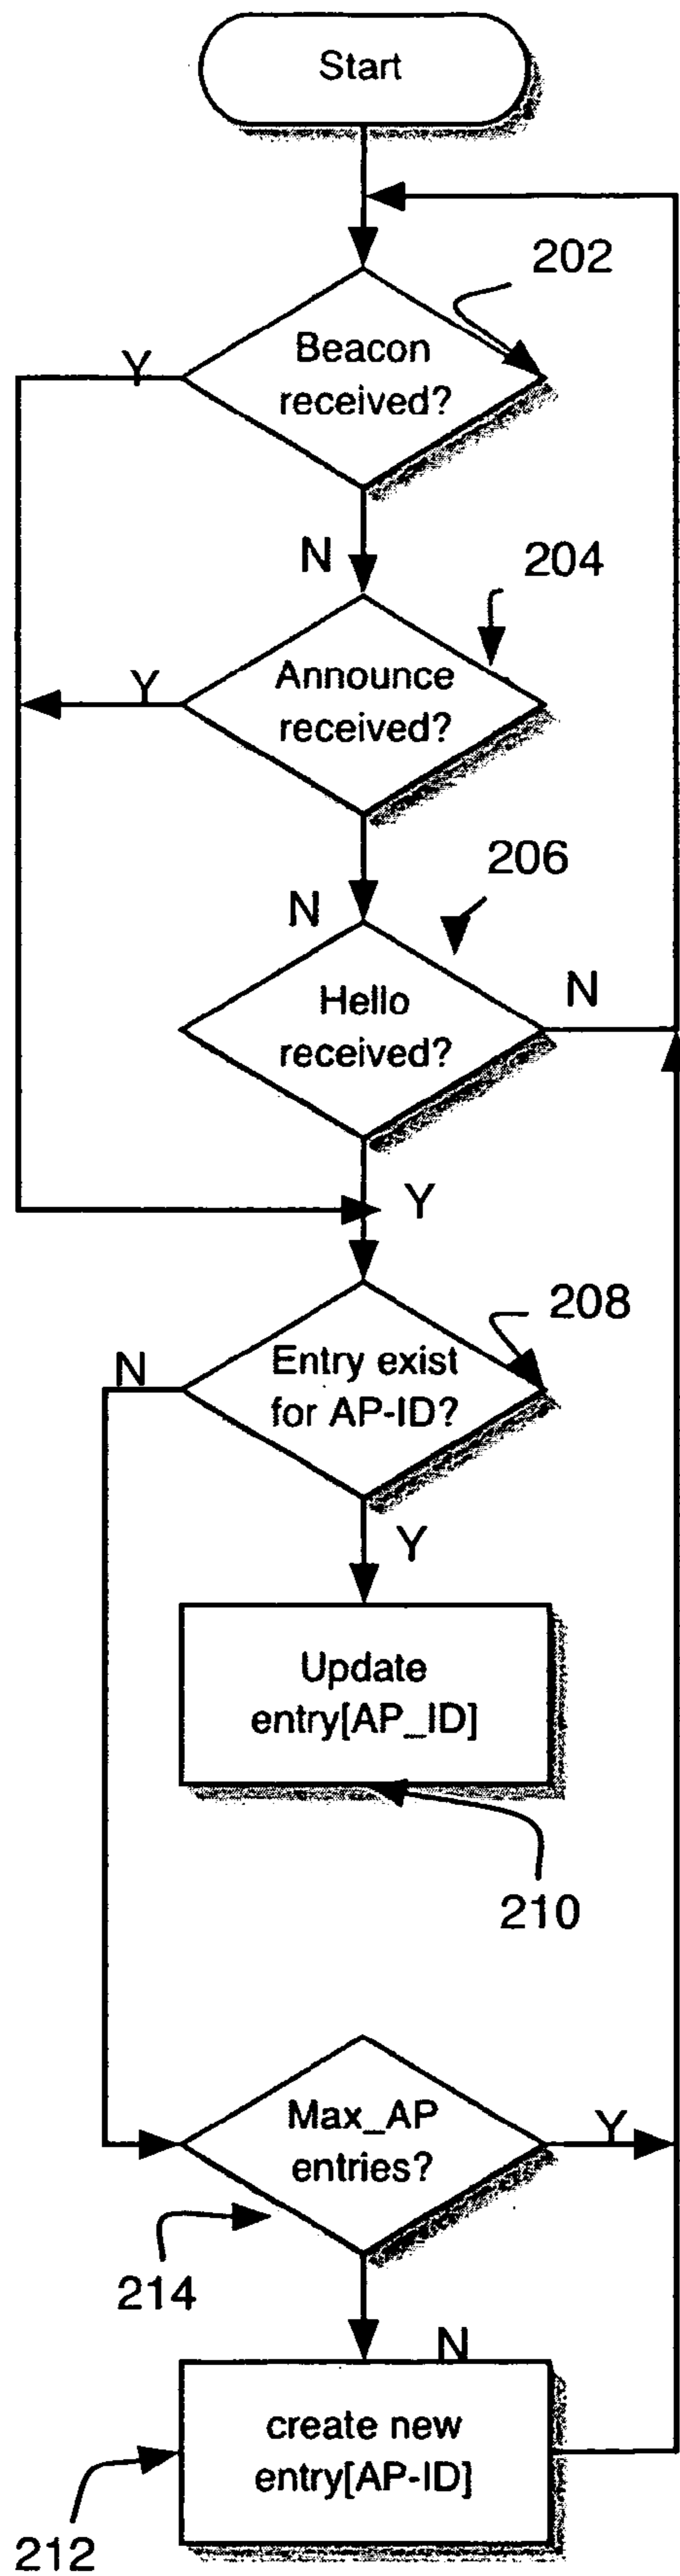 Start
202
Beacon
received?
Y
N
204
Announce
received?
Y
206
N
Hello
received?
N
Y
208
Entry exist
for AP-ID?
N
Y
Update
entry[AP_ID]
210
Max_AP
entries?
Y
214
N
create new
entry[AP-ID]
212